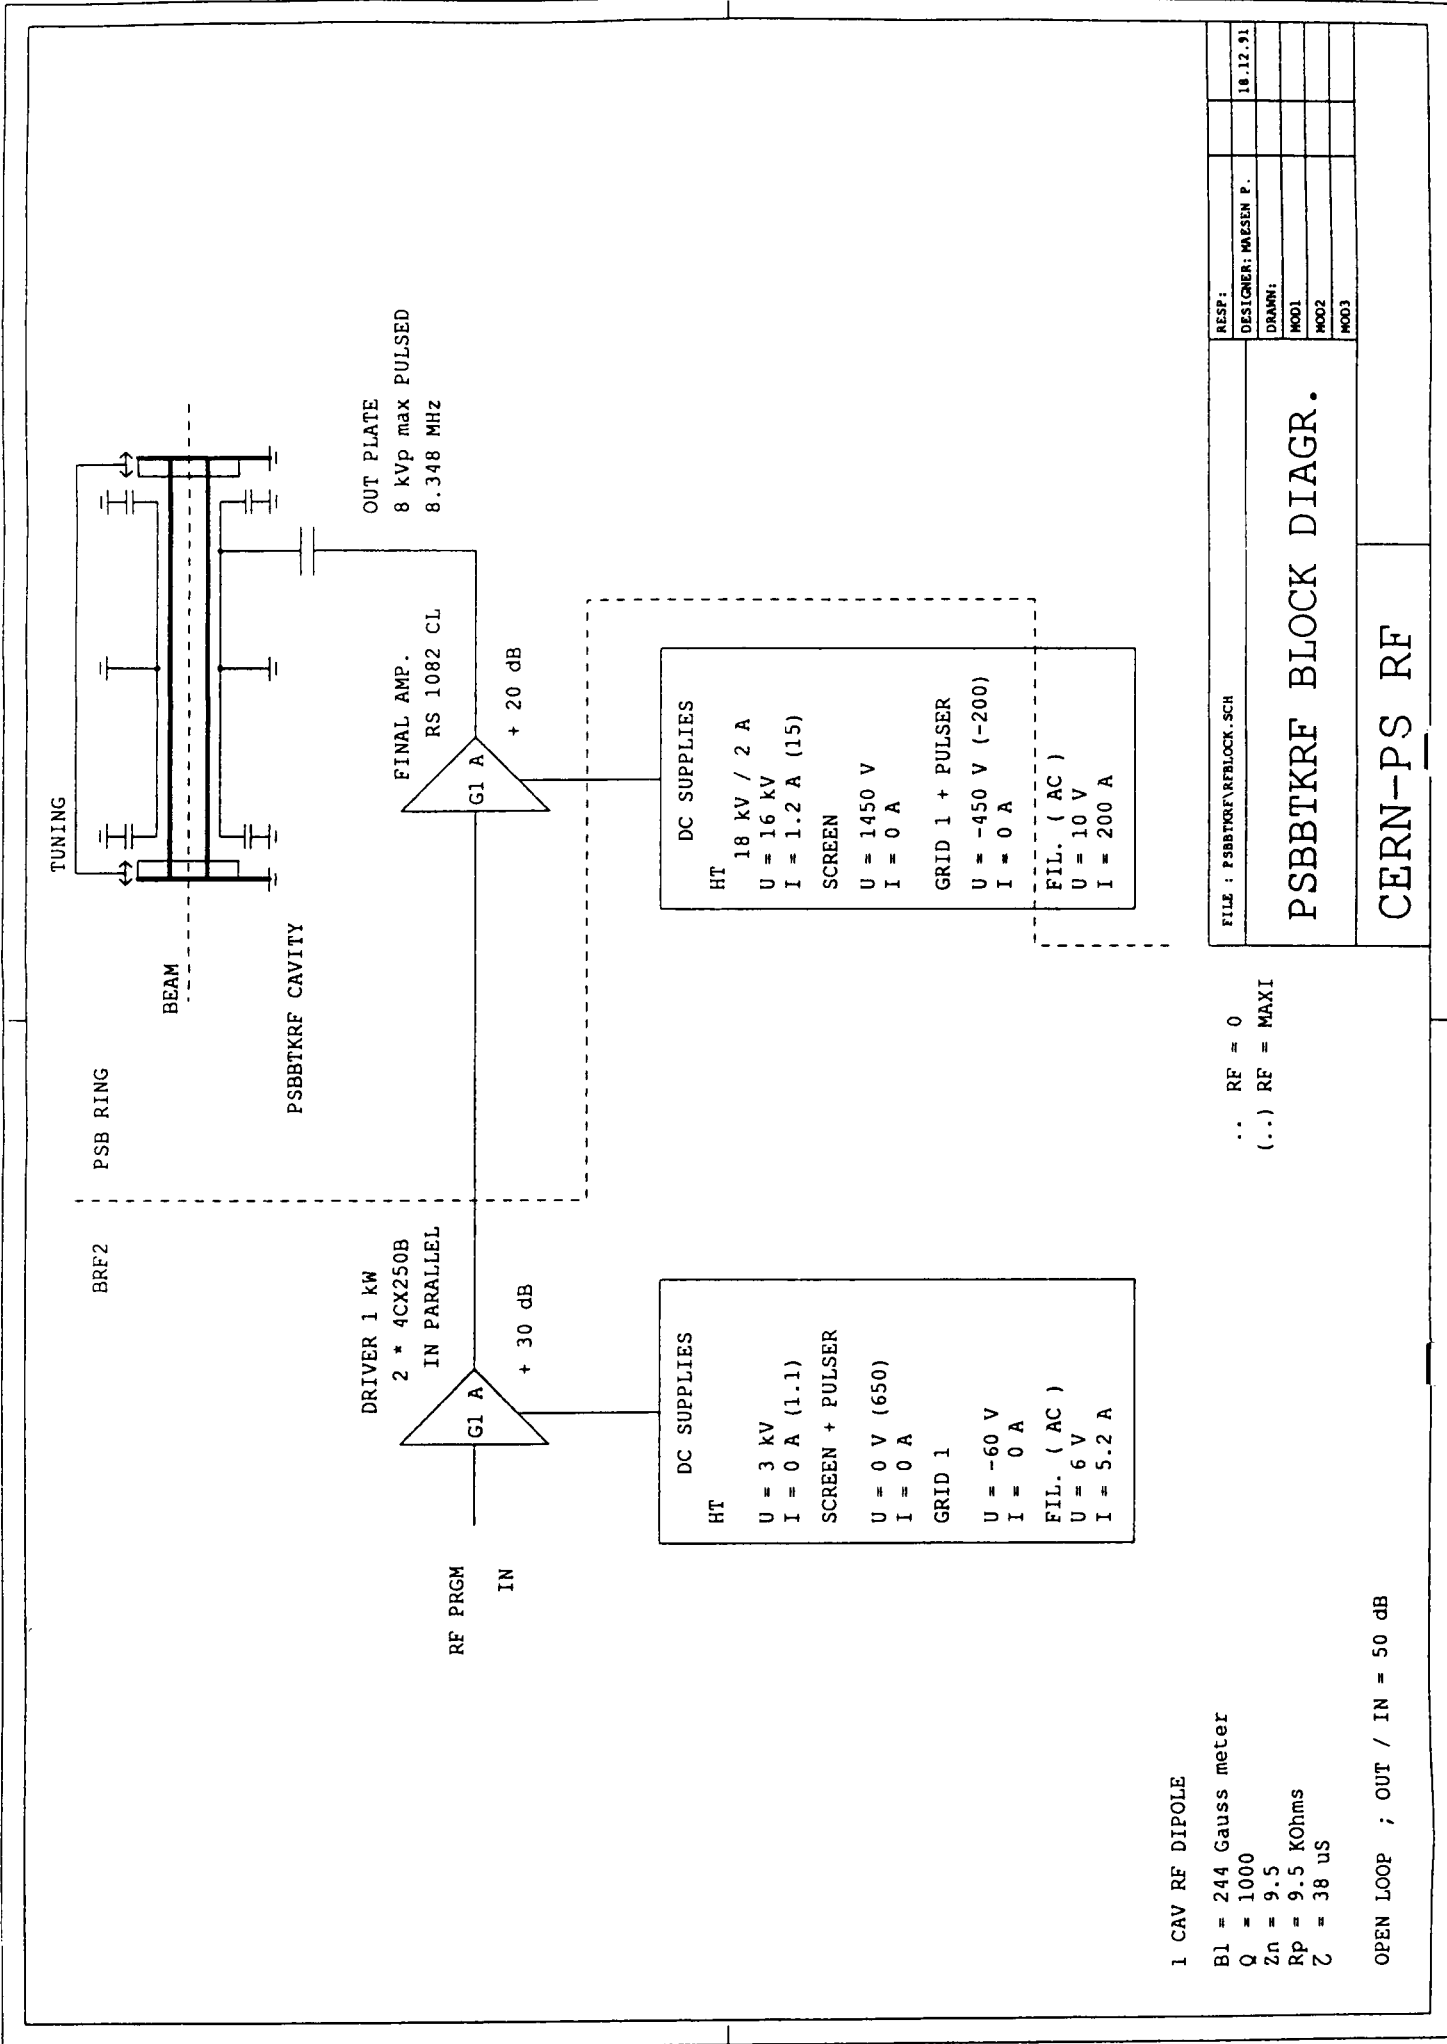 TUNING
BEAM
PSBBTKRF CAVITY
BRF2
PSB RING
OUT PLATE
8 kVp max PULSED
8.348 MHz
DRIVER 1 kW
2 * 4CX250B
IN PARALLEL
G1 A
+ 30 dB
FINAL AMP.
RS 1082 CL
G1 A
+ 20 dB
RF PRGM
IN
DC SUPPLIES
HT
U = 3 kV
I = 0 A (1.1)
SCREEN + PULSER
U = 0 V (650)
I = 0 A
GRID 1
U = -60 V
I = 0 A
FIL. ( AC )
U = 6 V
I = 5.2 A
DC SUPPLIES
HT
18 kV / 2 A
U = 16 kV
I = 1.2 A (15)
SCREEN
U = 1450 V
I = 0 A
GRID 1 + PULSER
U = -450 V (-200)
I = 0 A
FIL. ( AC )
U = 10 V
I = 200 A
1 CAV RF DIPOLE
Bl = 244 Gauss meter
Q = 1000
Zn = 9.5
Rp = 9.5 KOhms
τ = 38 uS
OPEN LOOP ; OUT / IN = 50 dB
.. RF = 0
(..) RF = MAXI
FILE : PSBBTKRF\RFBLOCK.SCH
PSBBTKRF BLOCK DIAGR.
CERN-PS RF
RESP:
DESIGNER: MAESEN P. 18.12.91
DRAWN:
MOD1
MOD2
MOD3